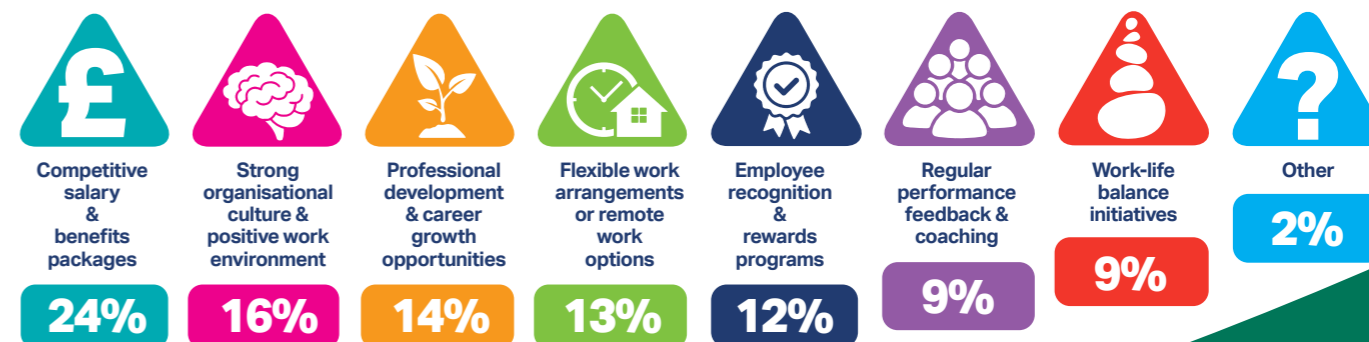 £
Competitive
salary
&
benefits
packages
24%
Strong
organisational
culture &
positive work
environment
16%
Professional
development
& career
growth
opportunities
14%
Flexible work
arrangements
or remote
work
options
13%
Employee
recognition
&
rewards
programs
12%
Regular
performance
feedback &
coaching
9%
Work-life
balance
initiatives
9%
?
Other
2%